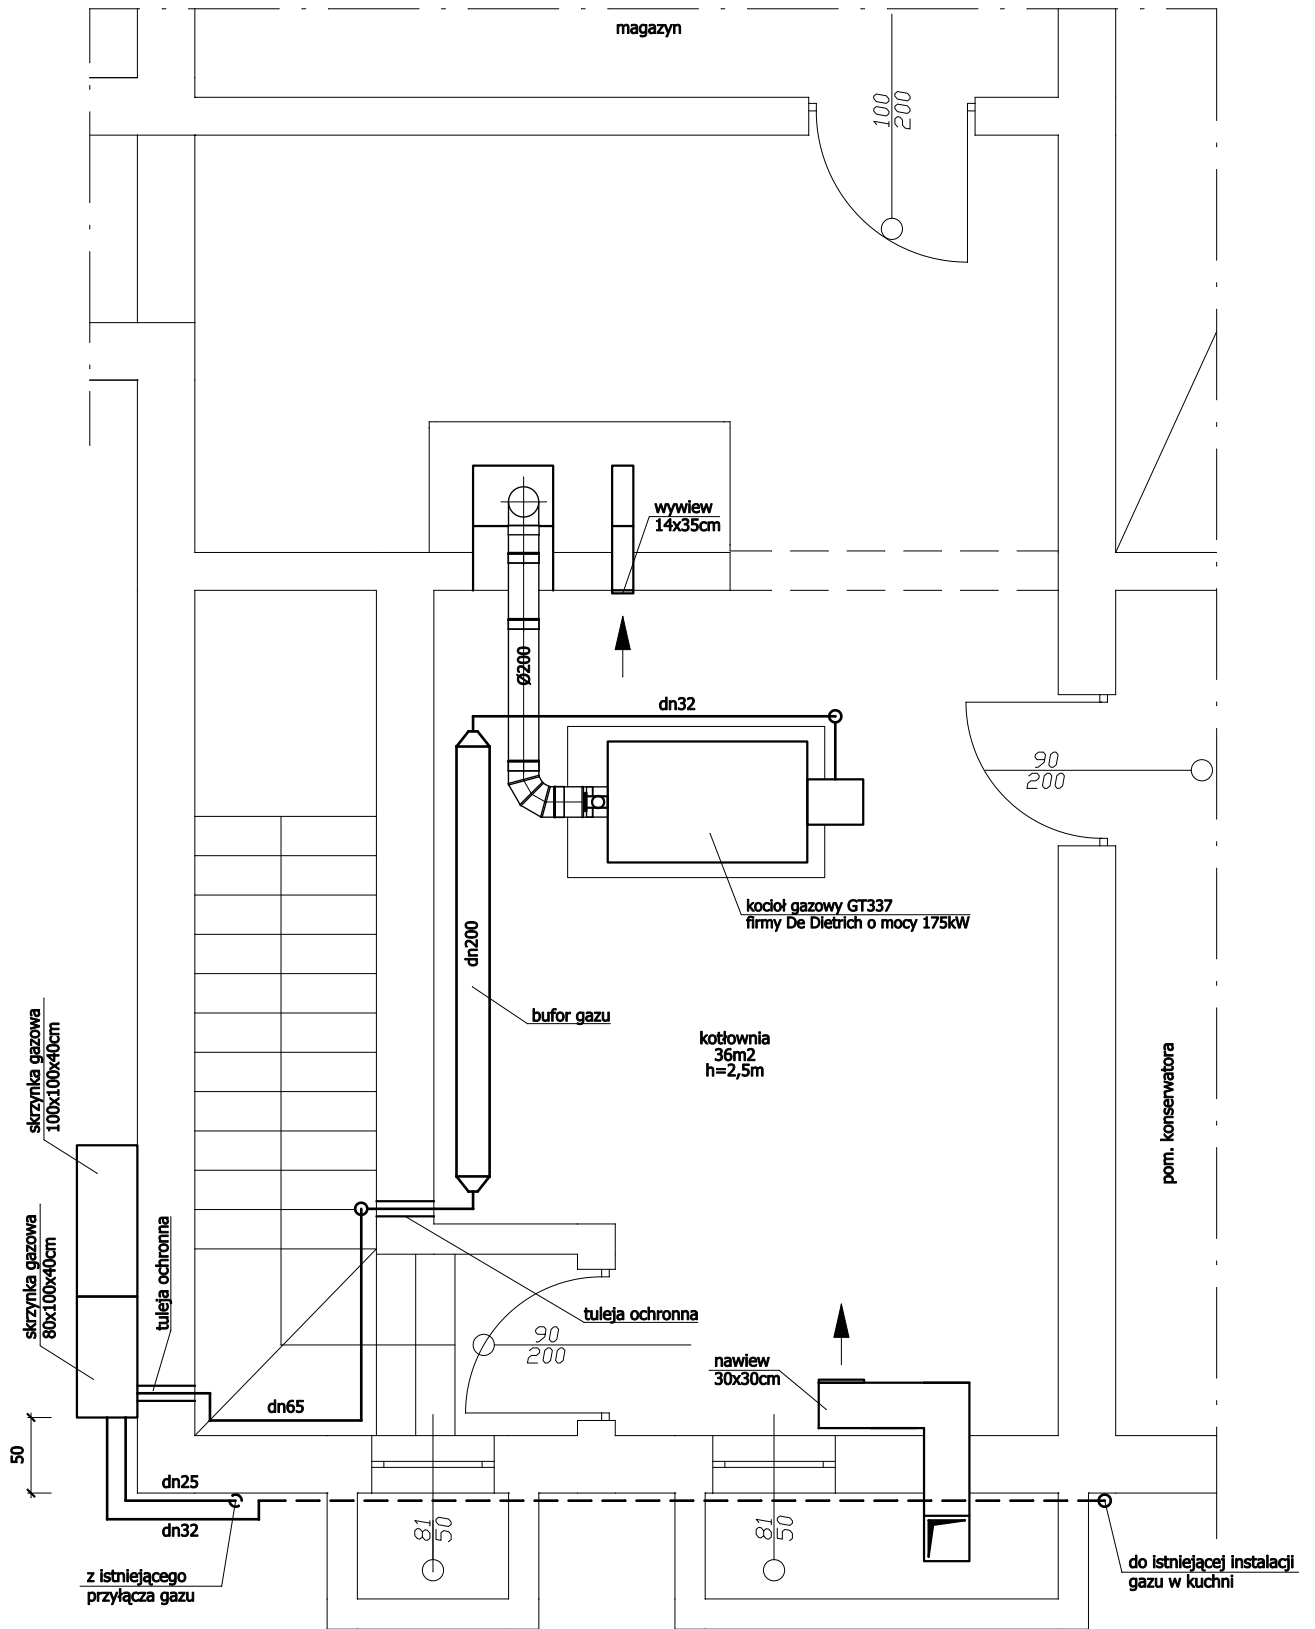 magazyn
100
200
wywiew
14x35cm
Ø200
dn32
90
200
kocioł gazowy GT337
firmy De Dietrich o mocy 175kW
dn200
bufor gazu
kotłownia
36m2
h=2,5m
pom. konserwatora
skrzynka gazowa
100x100x40cm
skrzynka gazowa
80x100x40cm
tuleja ochronna
tuleja ochronna
90
200
nawiew
30x30cm
dn65
50
dn25
dn32
81
50
81
50
z istniejącego
przyłącza gazu
do istniejącej instalacji
gazu w kuchni